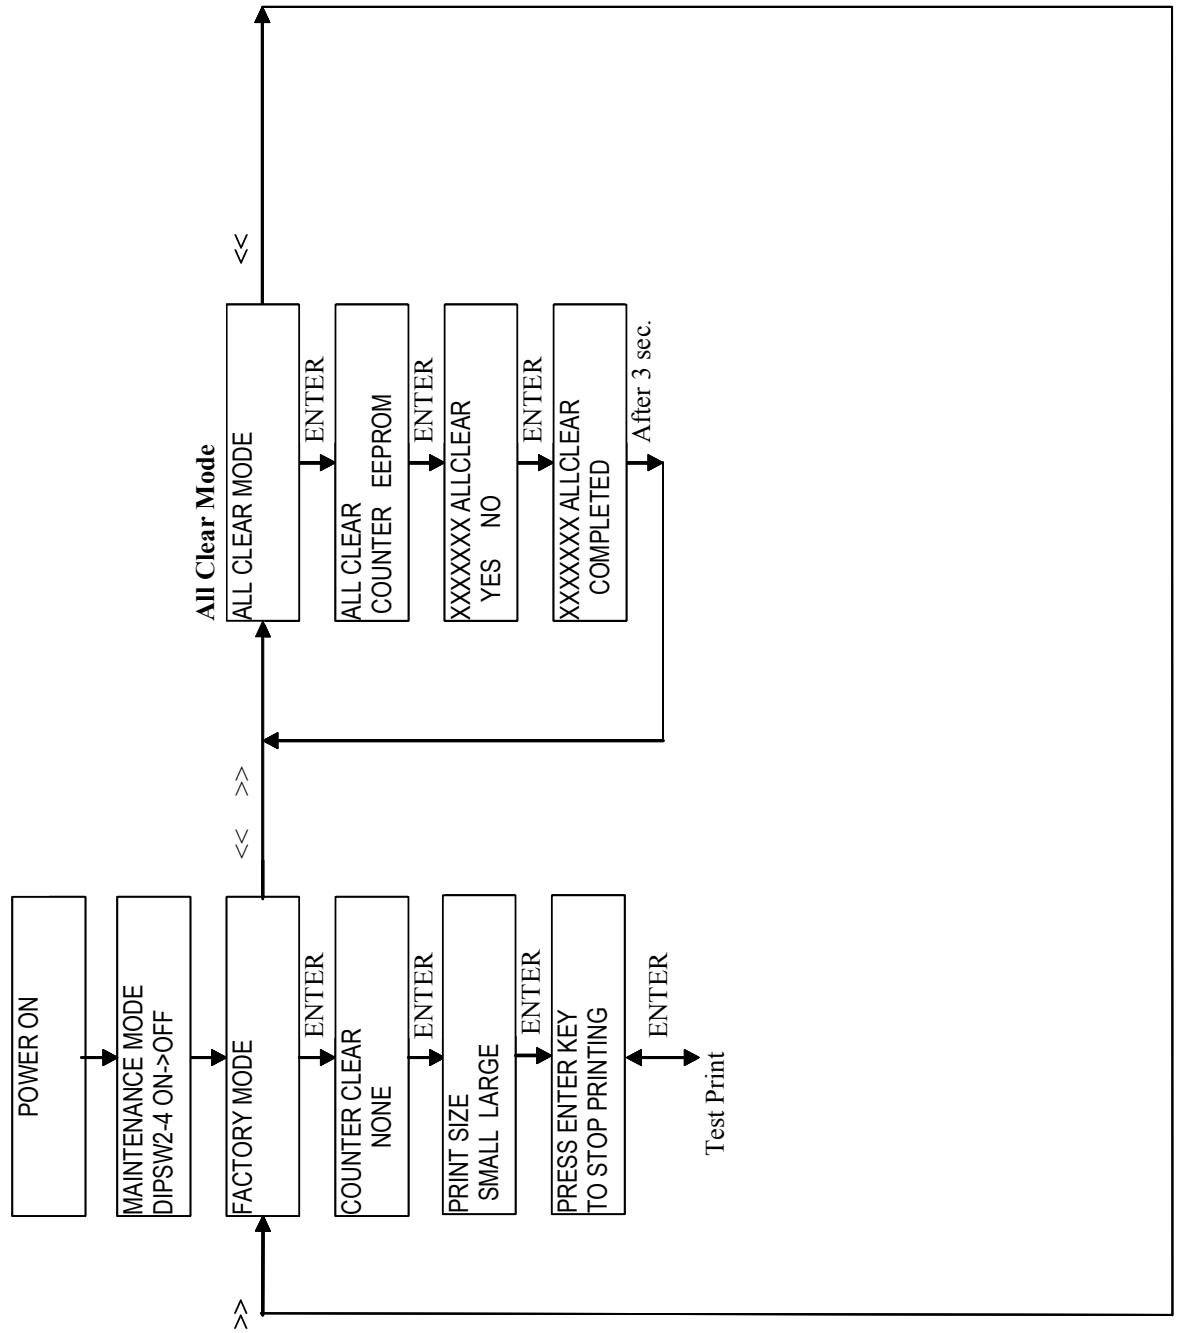 POWER ON
MAINTENANCE MODE
DIPSW2-4 ON->OFF
>>
FACTORY MODE
<< >>
ENTER
COUNTER CLEAR
NONE
ENTER
PRINT SIZE
SMALL LARGE
ENTER
PRESS ENTER KEY
TO STOP PRINTING
ENTER
Test Print
All Clear Mode
ALL CLEAR MODE
<<
ENTER
ALL CLEAR
COUNTER EEPROM
ENTER
XXXXXXX ALLCLEAR
YES NO
ENTER
XXXXXXX ALLCLEAR
COMPLETED
After 3 sec.